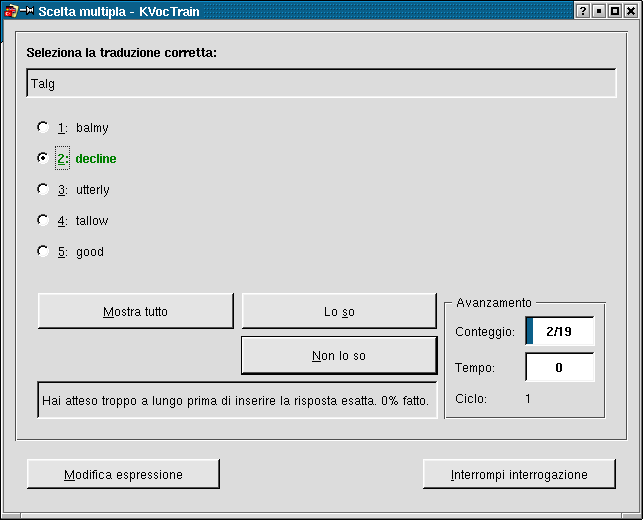 Scelta multipla - KVocTrain
Seleziona la traduzione corretta:
Talg
1: balmy
2: decline
3: utterly
4: tallow
5: good
Mostra tutto
Lo so
Non lo so
Hai atteso troppo a lungo prima di inserire la risposta esatta. 0% fatto.
Avanzamento
Conteggio: 2/19
Tempo: 0
Ciclo: 1
Modifica espressione
Interrompi interrogazione